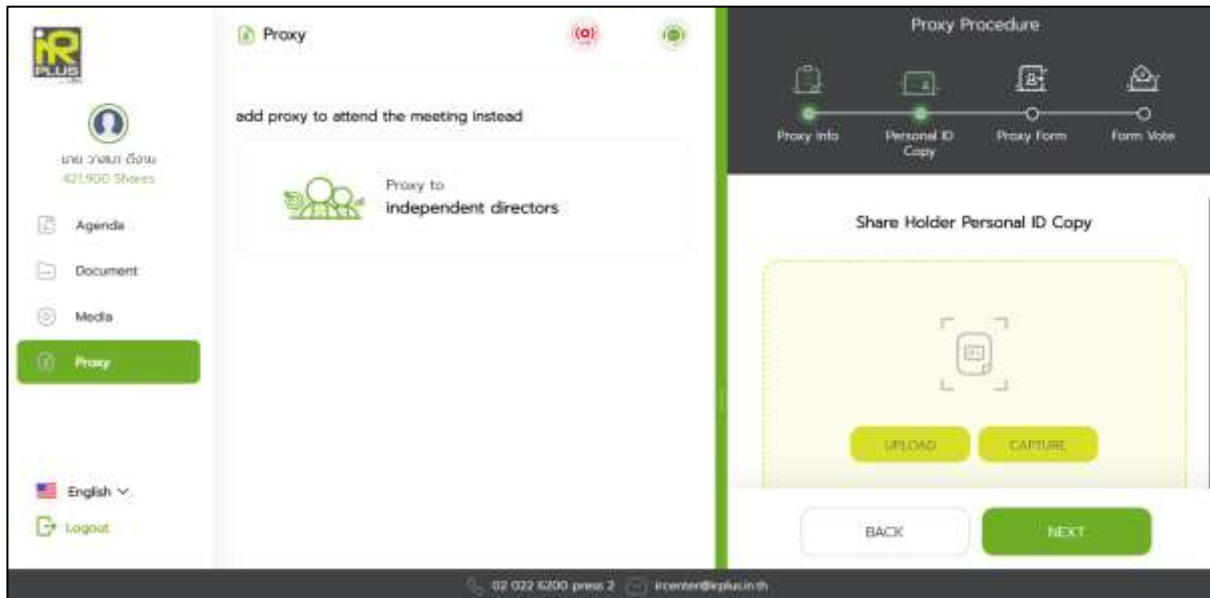 iR
PLUS
421,900 Shares
Agenda
Document
Media
Proxy
English
Logout
Proxy
add proxy to attend the meeting instead
Proxy to
independent directors
Proxy Procedure
Proxy Info
Personal ID
Copy
Proxy Form
Form Vote
Share Holder Personal ID Copy
UPLOAD
CAPTURE
BACK
NEXT
02 022 6200 press 2
ircenter@irplus.in.th